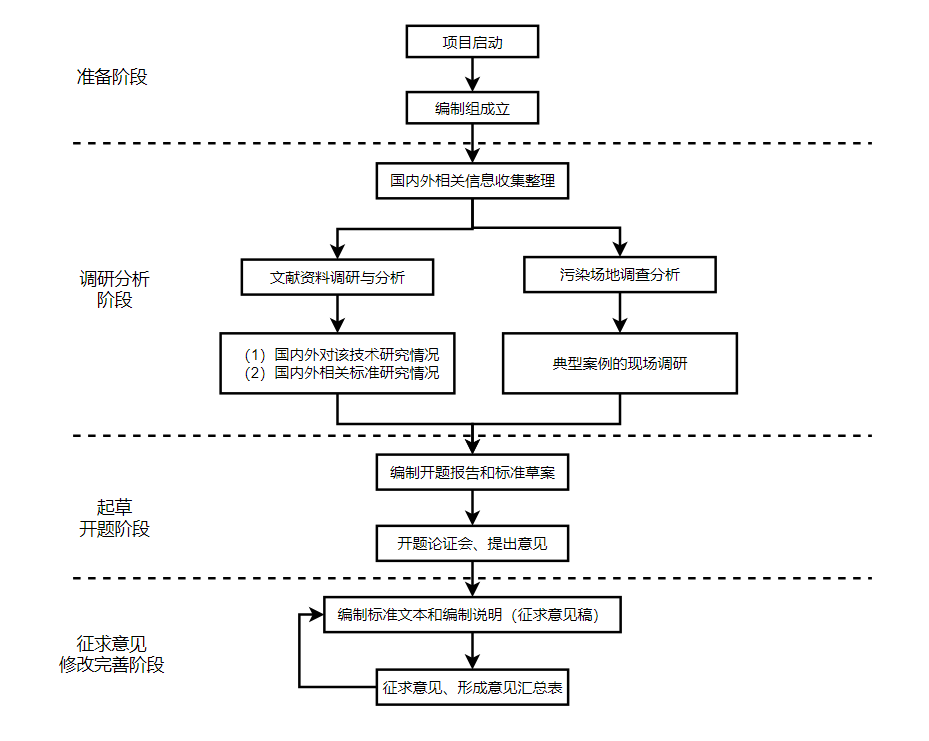 项目启动
准备阶段
编制组成立
国内外相关信息收集整理
调研分析
阶段
文献资料调研与分析
污染场地调查分析
（1）国内外对该技术研究情况
（2）国内外相关标准研究情况
典型案例的现场调研
编制开题报告和标准草案
起草
开题阶段
开题论证会、提出意见
编制标准文本和编制说明（征求意见稿）
征求意见
修改完善阶段
征求意见、形成意见汇总表